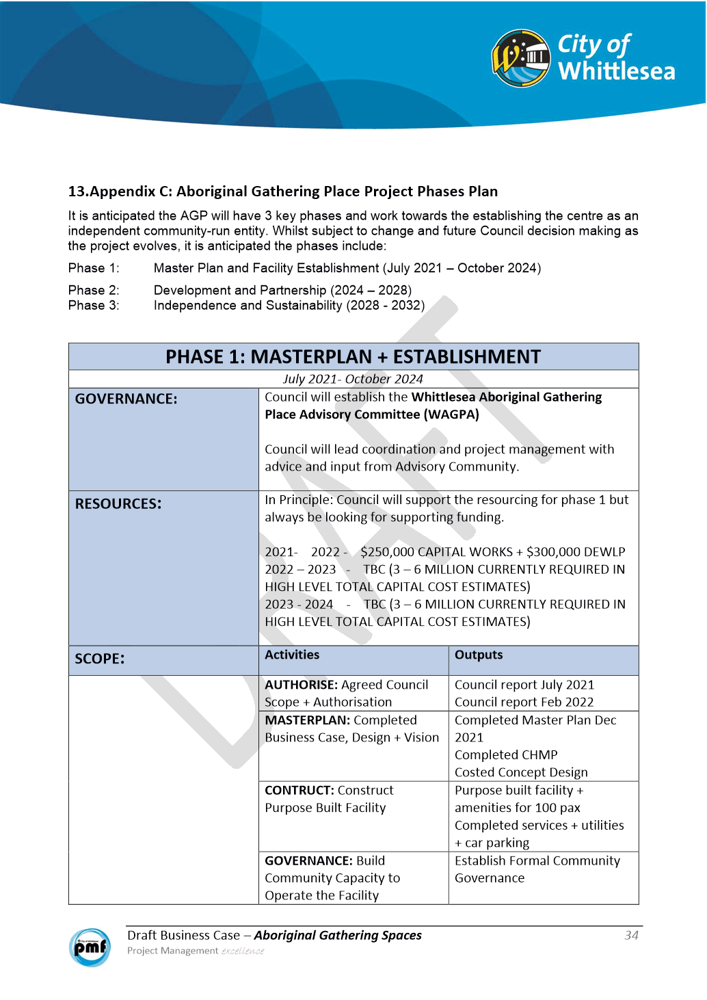 City of
Whittlesea
13.Appendix C: Aboriginal Gathering Place Project Phases Plan
It is anticipated the AGP will have 3 key phases and work towards the establishing the centre as an
independent community-run entity. Whilst subject to change and future Council decision making as
the project evolves, it is anticipated the phases include:
Phase 1: Master Plan and Facility Establishment (July 2021 – October 2024)
Phase 2: Development and Partnership (2024 – 2028)
Phase 3: Independence and Sustainability (2028 - 2032)
DRAFT
PHASE 1: MASTERPLAN + ESTABLISHMENT
July 2021- October 2024
GOVERNANCE:
Council will establish the Whittlesea Aboriginal Gathering
Place Advisory Committee (WAGPA)
Council will lead coordination and project management with
advice and input from Advisory Community.
RESOURCES:
In Principle: Council will support the resourcing for phase 1 but
always be looking for supporting funding.
2021- 2022 - $250,000 CAPITAL WORKS + $300,000 DEWLP
2022 – 2023 - TBC (3 – 6 MILLION CURRENTLY REQUIRED IN
HIGH LEVEL TOTAL CAPITAL COST ESTIMATES)
2023 - 2024 - TBC (3 – 6 MILLION CURRENTLY REQUIRED IN
HIGH LEVEL TOTAL CAPITAL COST ESTIMATES)
SCOPE:
Activities
Outputs
AUTHORISE: Agreed Council
Scope + Authorisation
Council report July 2021
Council report Feb 2022
MASTERPLAN: Completed
Business Case, Design + Vision
Completed Master Plan Dec
2021
Completed CHMP
Costed Concept Design
CONTRUCT: Construct
Purpose Built Facility
Purpose built facility +
amenities for 100 pax
Completed services + utilities
+ car parking
GOVERNANCE: Build
Community Capacity to
Operate the Facility
Establish Formal Community
Governance
pmf
Draft Business Case – Aboriginal Gathering Spaces 34
Project Management excellence